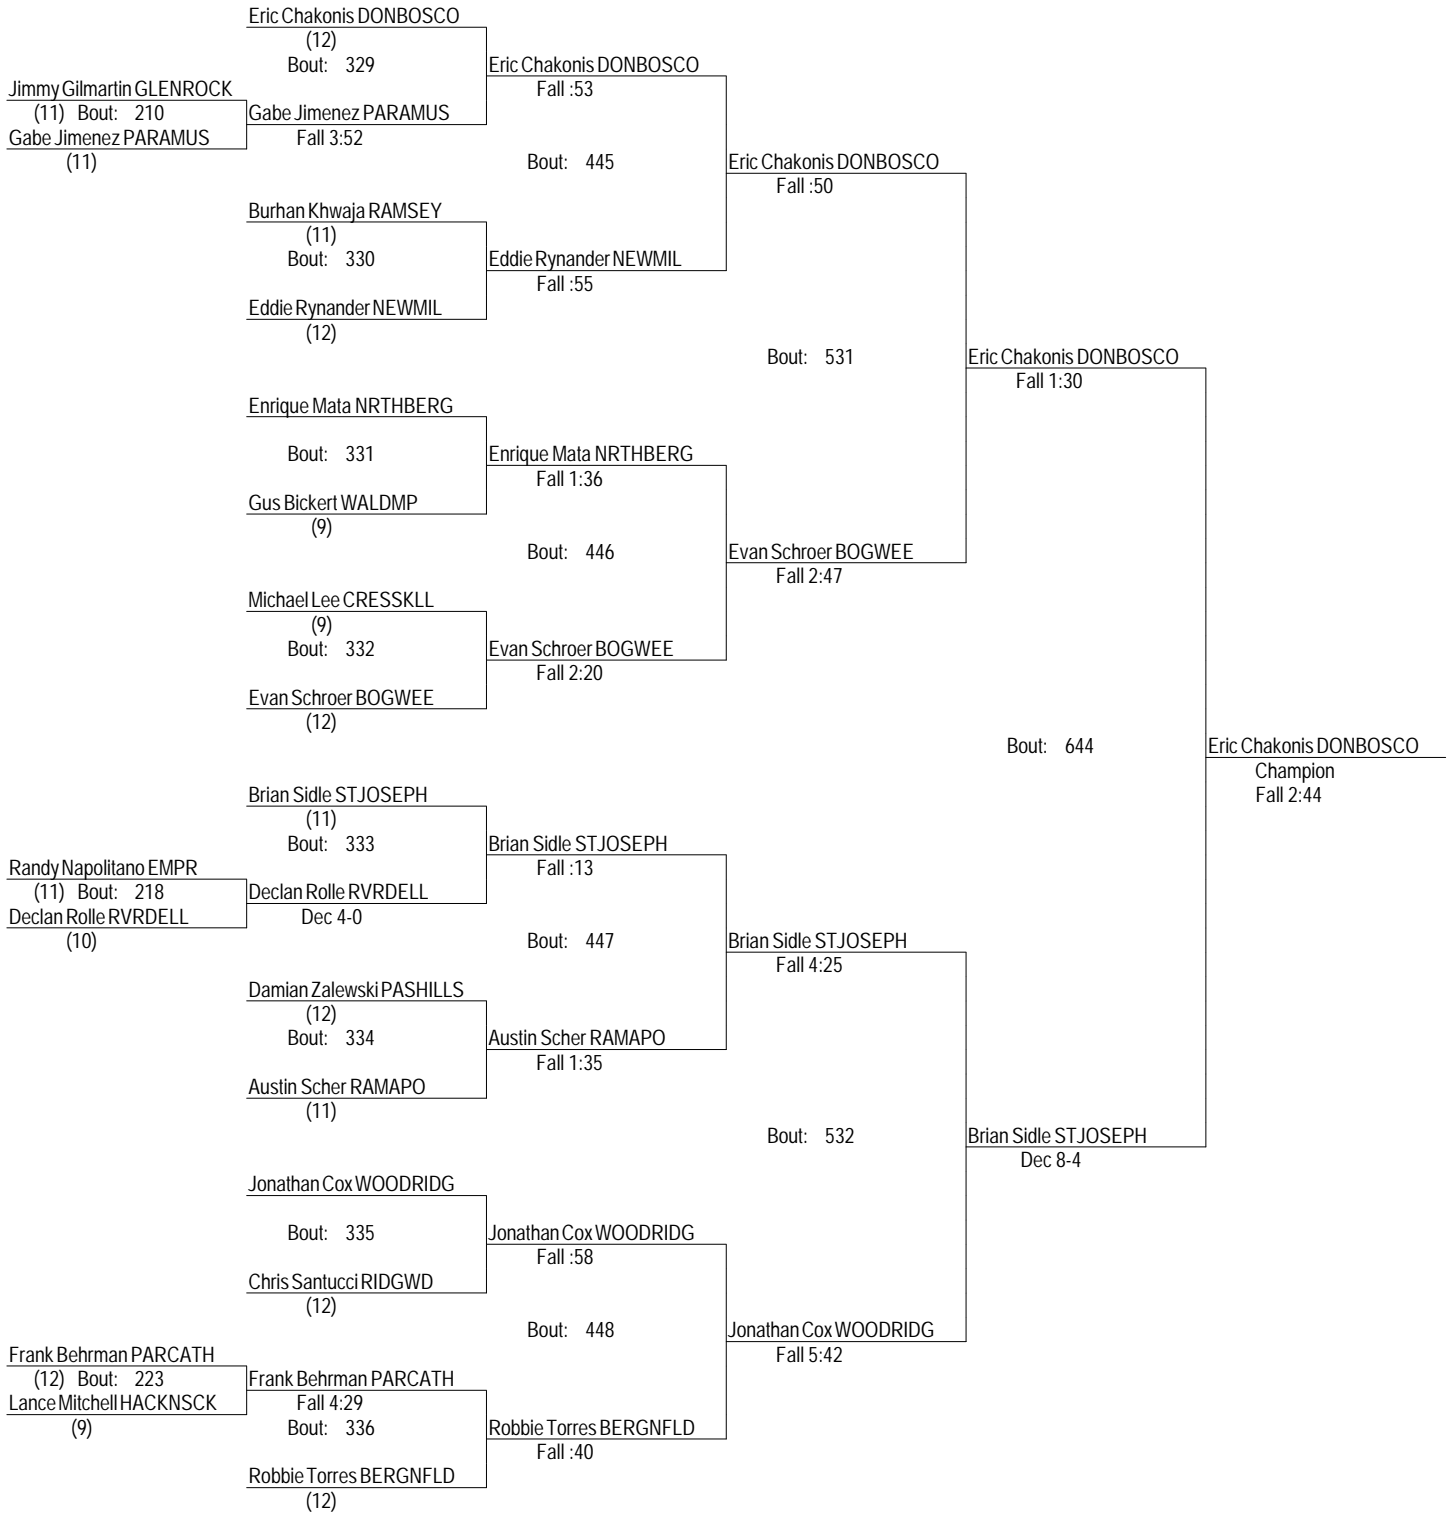 Eric Chakonis DONBOSCO
(12)
Bout: 329
Eric Chakonis DONBOSCO
Fall :53
Jimmy Gilmartin GLENROCK
(11) Bout: 210
Gabe Jimenez PARAMUS
Fall 3:52
Gabe Jimenez PARAMUS
(11)
Bout: 445
Eric Chakonis DONBOSCO
Fall :50
Burhan Khwaja RAMSEY
(11)
Bout: 330
Eddie Rynander NEWMIL
Fall :55
Eddie Rynander NEWMIL
(12)
Bout: 531
Eric Chakonis DONBOSCO
Fall 1:30
Enrique Mata NRTHBERG
Bout: 331
Enrique Mata NRTHBERG
Fall 1:36
Gus Bickert WALDMP
(9)
Bout: 446
Evan Schroer BOGWEE
Fall 2:47
Michael Lee CRESSKLL
(9)
Bout: 332
Evan Schroer BOGWEE
Fall 2:20
Evan Schroer BOGWEE
(12)
Bout: 644
Eric Chakonis DONBOSCO
Champion
Fall 2:44
Brian Sidle STJOSEPH
(11)
Bout: 333
Brian Sidle STJOSEPH
Fall :13
Randy Napolitano EMPR
(11) Bout: 218
Declan Rolle RVRDELL
Dec 4-0
Declan Rolle RVRDELL
(10)
Bout: 447
Brian Sidle STJOSEPH
Fall 4:25
Damian Zalewski PASHILLS
(12)
Bout: 334
Austin Scher RAMAPO
Fall 1:35
Austin Scher RAMAPO
(11)
Bout: 532
Brian Sidle STJOSEPH
Dec 8-4
Jonathan Cox WOODRIDG
Bout: 335
Jonathan Cox WOODRIDG
Fall :58
Chris Santucci RIDGWD
(12)
Bout: 448
Jonathan Cox WOODRIDG
Fall 5:42
Frank Behrman PARCATH
(12) Bout: 223
Frank Behrman PARCATH
Fall 4:29
Lance Mitchell HACKNSCK
(9)
Bout: 336
Robbie Torres BERGNFLD
Fall :40
Robbie Torres BERGNFLD
(12)